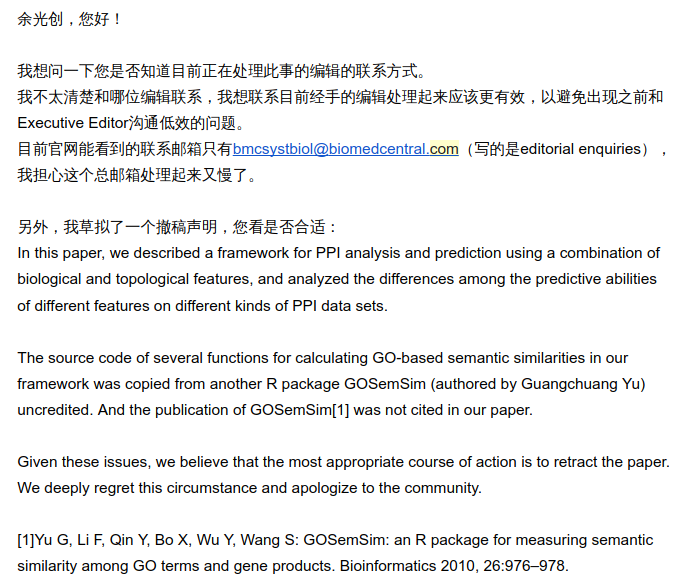 余光创，您好！
我想问一下您是否知道目前正在处理此事的编辑的联系方式。
我不太清楚和哪位编辑联系，我想联系目前经手的编辑处理起来应该更有效，以避免出现之前和
Executive Editor沟通低效的问题。
目前官网能看到的联系邮箱只有bmcsystbiol@biomedcentral.com（写的是editorial enquiries），
我担心这个总邮箱处理起来又慢了。
另外，我草拟了一个撤稿声明，您看是否合适：
In this paper, we described a framework for PPI analysis and prediction using a combination of
biological and topological features, and analyzed the differences among the predictive abilities
of different features on different kinds of PPI data sets.
The source code of several functions for calculating GO-based semantic similarities in our
framework was copied from another R package GOSemSim (authored by Guangchuang Yu)
uncredited. And the publication of GOSemSim[1] was not cited in our paper.
Given these issues, we believe that the most appropriate course of action is to retract the paper.
We deeply regret this circumstance and apologize to the community.
[1]Yu G, Li F, Qin Y, Bo X, Wu Y, Wang S: GOSemSim: an R package for measuring semantic
similarity among GO terms and gene products. Bioinformatics 2010, 26:976–978.